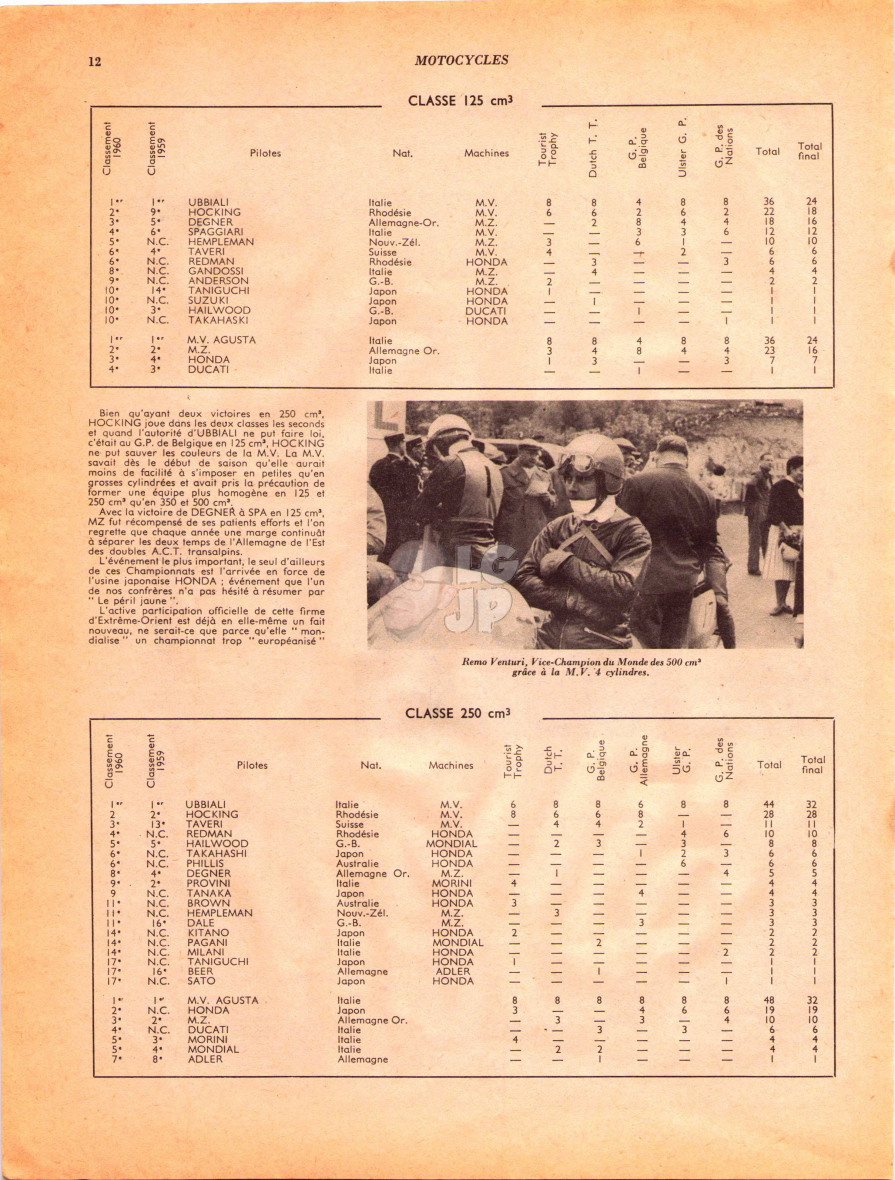 12
MOTOCYCLES
CLASSE 125 cm³
Classement 1960 Classement 1959 Pilotes Nat. Machines Tourist Trophy Dutch T. T. G. P. Belgique Ulster G. P. G. P. des Nations Total Total final
1er 1er UBBIALI Italie M.V. 8 8 4 8 8 36 24
2e 9e HOCKING Rhodésie M.V. 6 6 2 6 2 22 18
3e 5e DEGNER Allemagne-Or. M.Z. — 2 8 4 4 18 16
4e 6e SPAGGIARI Italie M.V. — — 3 3 6 12 12
5e N.C. HEMPLEMAN Nouv.-Zél. M.Z. 3 — 6 1 — 10 10
6e 4e TAVERI Suisse M.V. 4 — — 2 — 6 6
6e N.C. REDMAN Rhodésie HONDA — 3 — — 3 6 6
8e N.C. GANDOSSI Italie M.Z. — 4 — — — 4 4
9e N.C. ANDERSON G.-B. M.Z. 2 — — — — 2 2
10e 14e TANIGUCHI Japon HONDA 1 — — — — 1 1
10e N.C. SUZUKI Japon HONDA — 1 — — — 1 1
10e 3e HAILWOOD G.-B. DUCATI — — 1 — — 1 1
10e N.C. TAKAHASKI Japon HONDA — — — — 1 1 1
1er 1er M.V. AGUSTA Italie 8 8 4 8 8 36 24
2e 2e M.Z. Allemagne Or. 3 4 8 4 4 23 16
3e 4e HONDA Japon 1 3 — — 3 7 7
4e 3e DUCATI Italie — — 1 — — 1 1
Bien qu'ayant deux victoires en 250 cm³,
HOCKING joue dans les deux classes les seconds
et quand l'autorité d'UBBIALI ne put faire loi,
c'était au G.P. de Belgique en 125 cm³, HOCKING
ne put sauver les couleurs de la M.V. La M.V.
savait dès le début de saison qu'elle aurait
moins de facilité à s'imposer en petites qu'en
grosses cylindrées et avait pris la précaution de
former une équipe plus homogène en 125 et
250 cm³ qu'en 350 et 500 cm³.
Avec la victoire de DEGNER à SPA en 125 cm³,
MZ fut récompensé de ses patients efforts et l'on
regrette que chaque année une marge continuât
à séparer les deux temps de l'Allemagne de l'Est
des doubles A.C.T. transalpins.
L'événement le plus important, le seul d'ailleurs
de ces Championnats est l'arrivée en force de
l'usine japonaise HONDA ; événement que l'un
de nos confrères n'a pas hésité à résumer par
" Le péril jaune ".
L'active participation officielle de cette firme
d'Extrême-Orient est déjà en elle-même un fait
nouveau, ne serait-ce que parce qu'elle " mon-
dialise " un championnat trop " européanisé "
L
1
LG
JP
Remo Venturi, Vice-Champion du Monde des 500 cm³
grâce à la M.V. 4 cylindres.
CLASSE 250 cm³
Classement 1960 Classement 1959 Pilotes Nat. Machines Tourist Trophy Dutch T. T. G. P. Belgique G. P. Allemagne Ulster G. P. G. P. des Nations Total Total final
1er 1er UBBIALI Italie M.V. 6 8 8 6 8 8 44 32
2 2e HOCKING Rhodésie M.V. 8 6 6 8 — — 28 28
3e 13e TAVERI Suisse M.V. — 4 4 2 1 — 11 11
4e N.C. REDMAN Rhodésie HONDA — — — — 4 6 10 10
5e 5e HAILWOOD G.-B. MONDIAL — 2 3 — 3 — 8 8
6e N.C. TAKAHASHI Japon HONDA — — — 1 2 3 6 6
6e N.C. PHILLIS Australie HONDA — — — — 6 — 6 6
8e 4e DEGNER Allemagne Or. M.Z. — 1 — — — 4 5 5
9e 2e PROVINI Italie MORINI 4 — — — — — 4 4
9 N.C. TANAKA Japon HONDA — — — 4 — — 4 4
11e N.C. BROWN Australie HONDA 3 — — — — — 3 3
11e N.C. HEMPLEMAN Nouv.-Zél. M.Z. — 3 — — — — 3 3
11e 16e DALE G.-B. M.Z. — — — 3 — — 3 3
14e N.C. KITANO Japon HONDA 2 — — — — — 2 2
14e N.C. PAGANI Italie MONDIAL — — 2 — — — 2 2
14e N.C. MILANI Italie HONDA — — — — — 2 2 2
17e N.C. TANIGUCHI Japon HONDA 1 — — — — — 1 1
17e 16e BEER Allemagne ADLER — — 1 — — — 1 1
17e N.C. SATO Japon HONDA — — — — — 1 1 1
1er 1er M.V. AGUSTA Italie 8 8 8 8 8 8 48 32
2e N.C. HONDA Japon 3 — — 4 6 6 19 19
3e 2e M.Z. Allemagne Or. — 3 — 3 — 4 10 10
4e N.C. DUCATI Italie — — 3 — 3 — 6 6
5e 3e MORINI Italie 4 — — — — — 4 4
5e 4e MONDIAL Italie — 2 2 — — — 4 4
7e 8e ADLER Allemagne — — 1 — — — 1 1